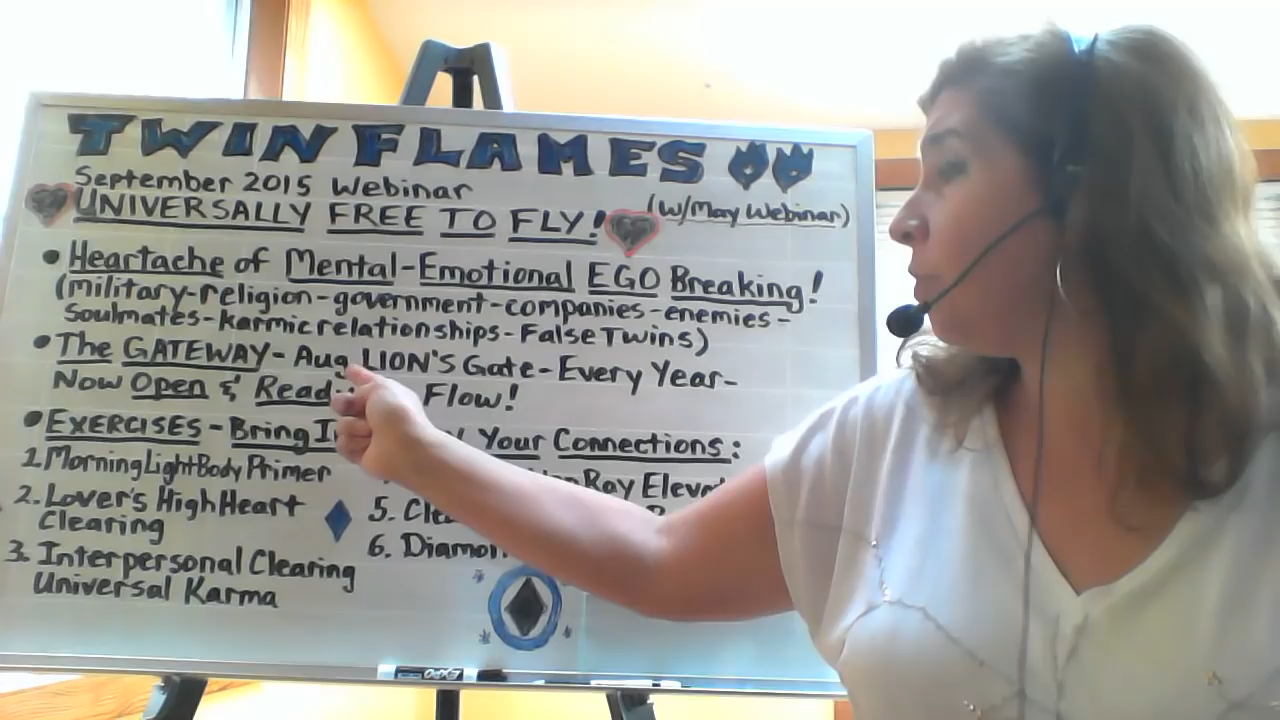 TWIN FLAMES
September 2015 Webinar
UNIVERSALLY FREE TO FLY!
(w/May Webinar)
• Heartache of Mental-Emotional EGO Breaking!
(military-religion-government-companies-enemies-
Soulmates-karmic relationships-False Twins)
• The GATEWAY- Aug LION'S Gate-Every Year-
Now Open & Flow!
• EXERCISES - Bring Your Connections:
1. Morning Light Body Primer
2. Lover's High Heart
Clearing
3. Interpersonal Clearing
Universal Karma
Ray
5.
6.
EXPO